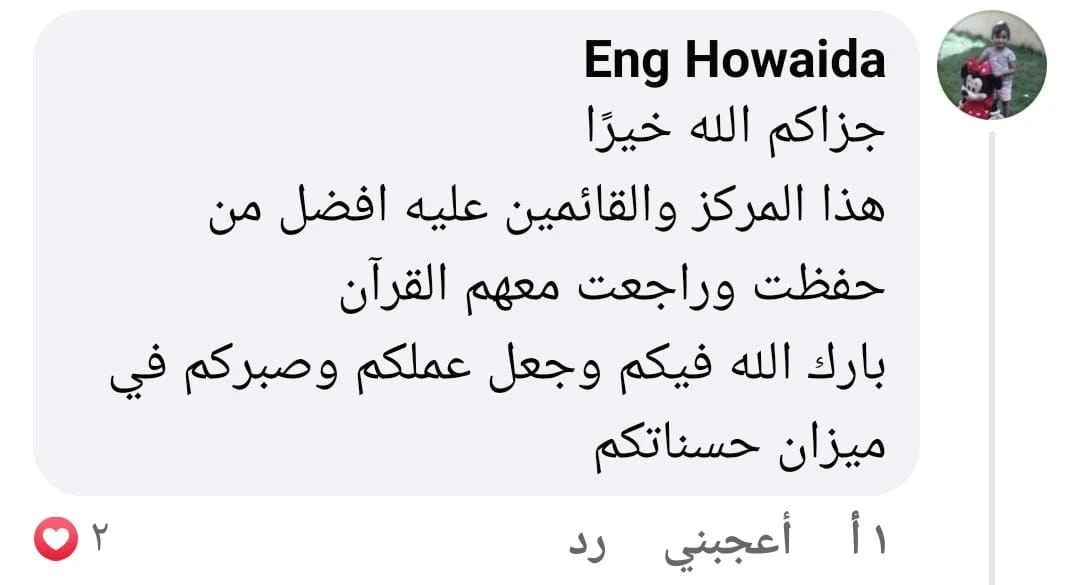 Eng Howaida
جزاكم الله خيرًا
هذا المركز والقائمين عليه افضل من
حفظت وراجعت معهم القرآن
بارك الله فيكم وجعل عملكم وصبركم في
ميزان حسناتكم
١ أ أعجبني رد ٢